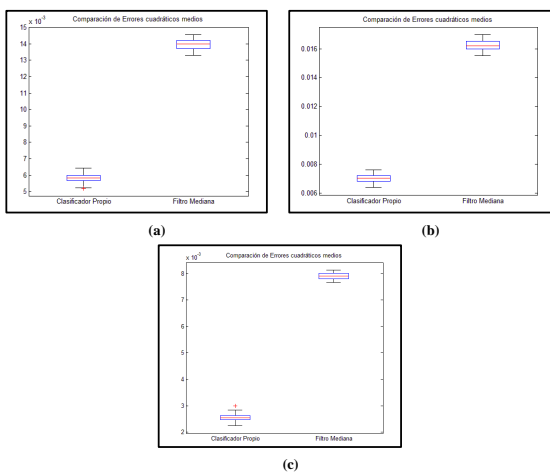 Comparación de Errores cuadráticos medios
x 10⁻³
15
14
13
12
11
10
9
8
7
6
5
Clasificador Propio Filtro Mediana
(a)
Comparación de Errores cuadráticos medios
0.016
0.014
0.012
0.01
0.008
0.006
Clasificador Propio Filtro Mediana
(b)
Comparación de Errores cuadráticos medios
x 10⁻³
8
7
6
5
4
3
2
Clasificador Propio Filtro Mediana
(c)